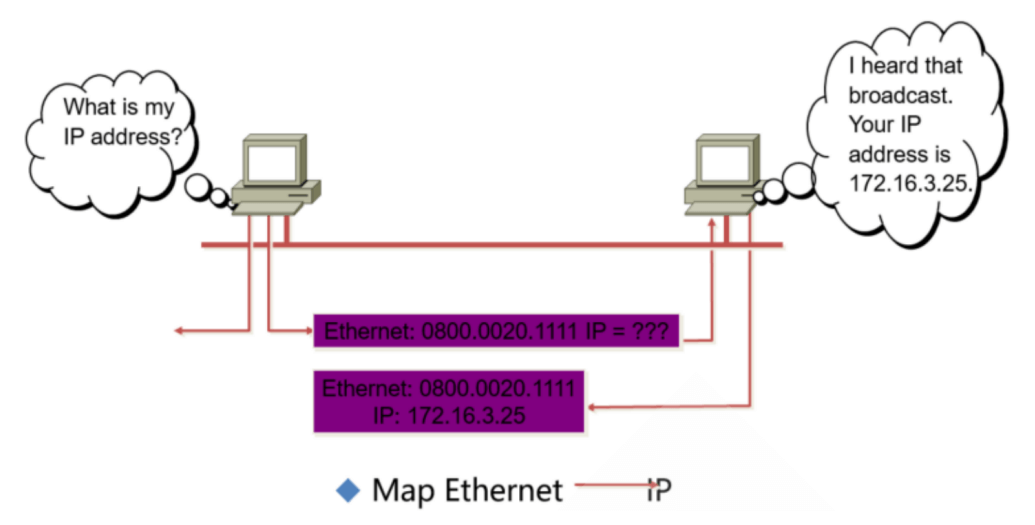 What is my
IP address?
I heard that
broadcast.
Your IP
address is
172.16.3.25.
Ethernet: 0800.0020.1111 IP = ???
Ethernet: 0800.0020.1111
IP: 172.16.3.25
Map Ethernet IP